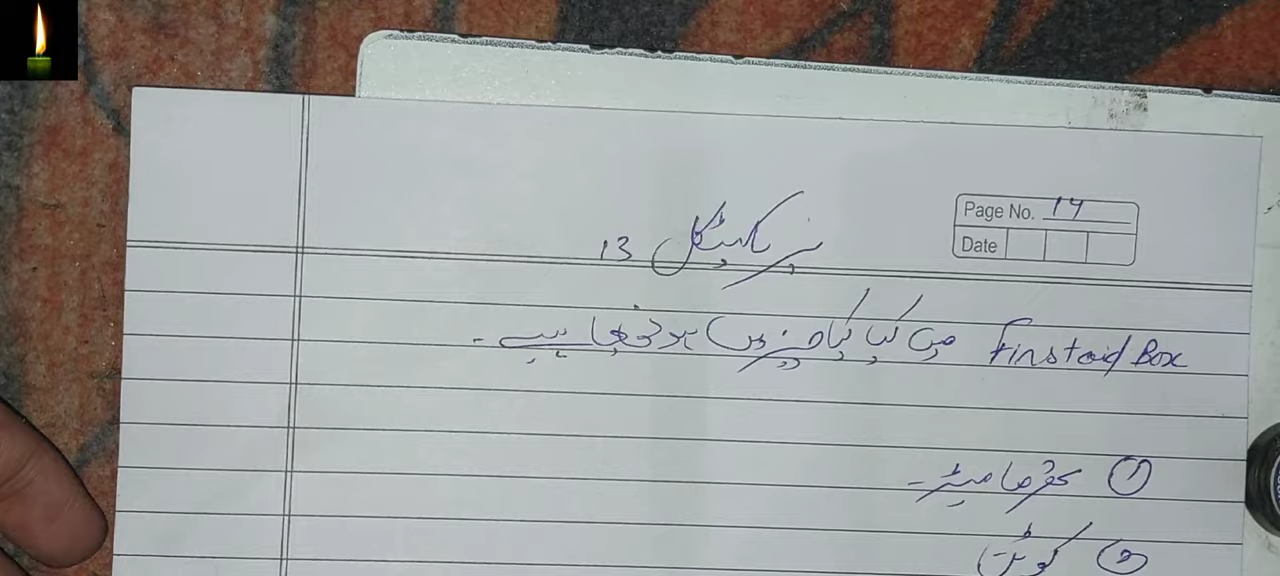 Page No. 14
Date
پریکٹیکل 13
First aid Box میں کیا کیا چیزیں ہونی چاہیے۔
① تھرمامیٹر۔
② کوٹن